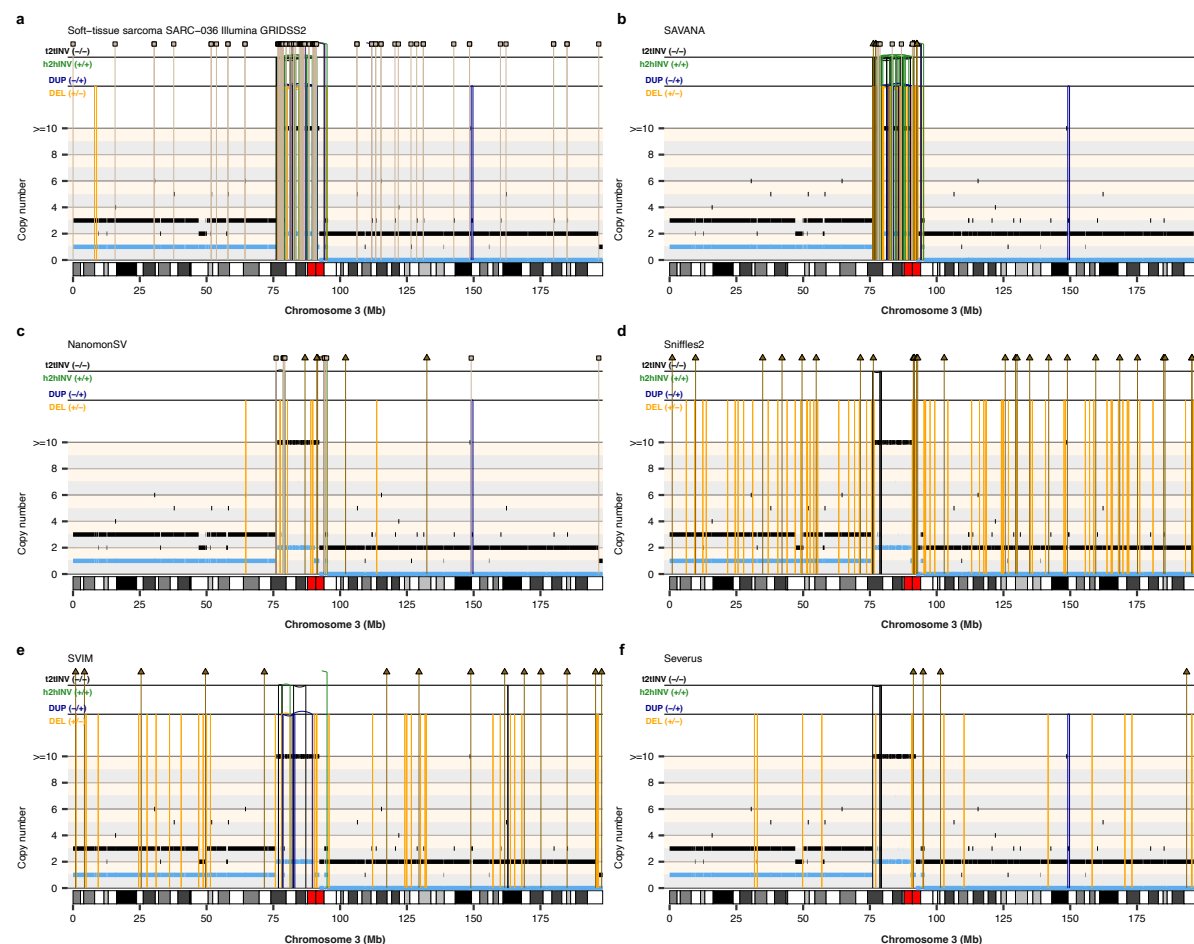 a
Soft-tissue sarcoma SARC-036 Illumina GRIDSS2
t2tINV (−/−)
h2hINV (+/+)
DUP (−/+)
DEL (+/−)
>=10
8
6
4
2
0
Copy number
0 25 50 75 100 125 150 175
Chromosome 3 (Mb)
b
SAVANA
t2tINV (−/−)
h2hINV (+/+)
DUP (−/+)
DEL (+/−)
>=10
8
6
4
2
0
Copy number
0 25 50 75 100 125 150 175
Chromosome 3 (Mb)
c
NanomonSV
t2tINV (−/−)
h2hINV (+/+)
DUP (−/+)
DEL (+/−)
>=10
8
6
4
2
0
Copy number
0 25 50 75 100 125 150 175
Chromosome 3 (Mb)
d
Sniffles2
t2tINV (−/−)
h2hINV (+/+)
DUP (−/+)
DEL (+/−)
>=10
8
6
4
2
0
Copy number
0 25 50 75 100 125 150 175
Chromosome 3 (Mb)
e
SVIM
t2tINV (−/−)
h2hINV (+/+)
DUP (−/+)
DEL (+/−)
>=10
8
6
4
2
0
Copy number
0 25 50 75 100 125 150 175
Chromosome 3 (Mb)
f
Severus
t2tINV (−/−)
h2hINV (+/+)
DUP (−/+)
DEL (+/−)
>=10
8
6
4
2
0
Copy number
0 25 50 75 100 125 150 175
Chromosome 3 (Mb)